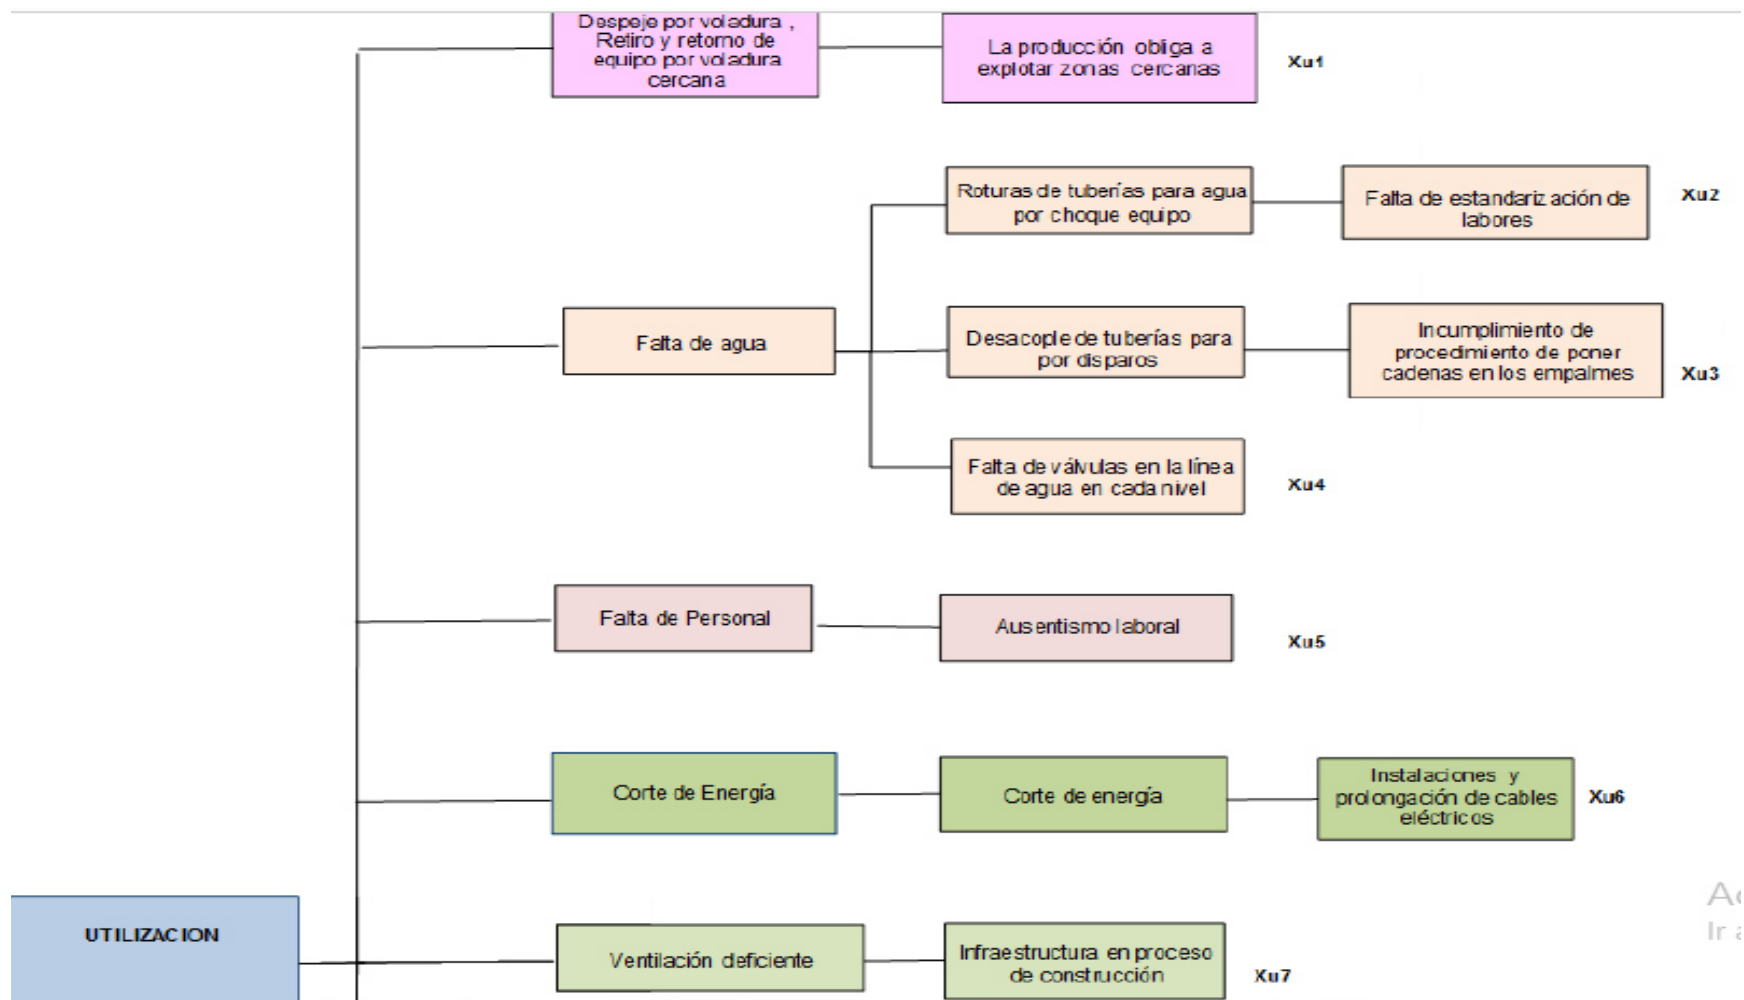 Despeje por voladura ,
Retiro y retorno de
equipo por voladura
cercana
La producción obliga a
explotar zonas cercanas
Xu1
Roturas de tuberías para agua
por choque equipo
Falta de estandarización de
labores
Xu2
Falta de agua
Desacople de tuberías para
por disparos
Incumplimiento de
procedimiento de poner
cadenas en los empalmes
Xu3
Falta de válvulas en la línea
de agua en cada nivel
Xu4
Falta de Personal
Ausentismo laboral
Xu5
Corte de Energía
Corte de energía
Instalaciones y
prolongación de cables
eléctricos
Xu6
UTILIZACION
Ventilación deficiente
Infraestructura en proceso
de construcción
Xu7
Ir a